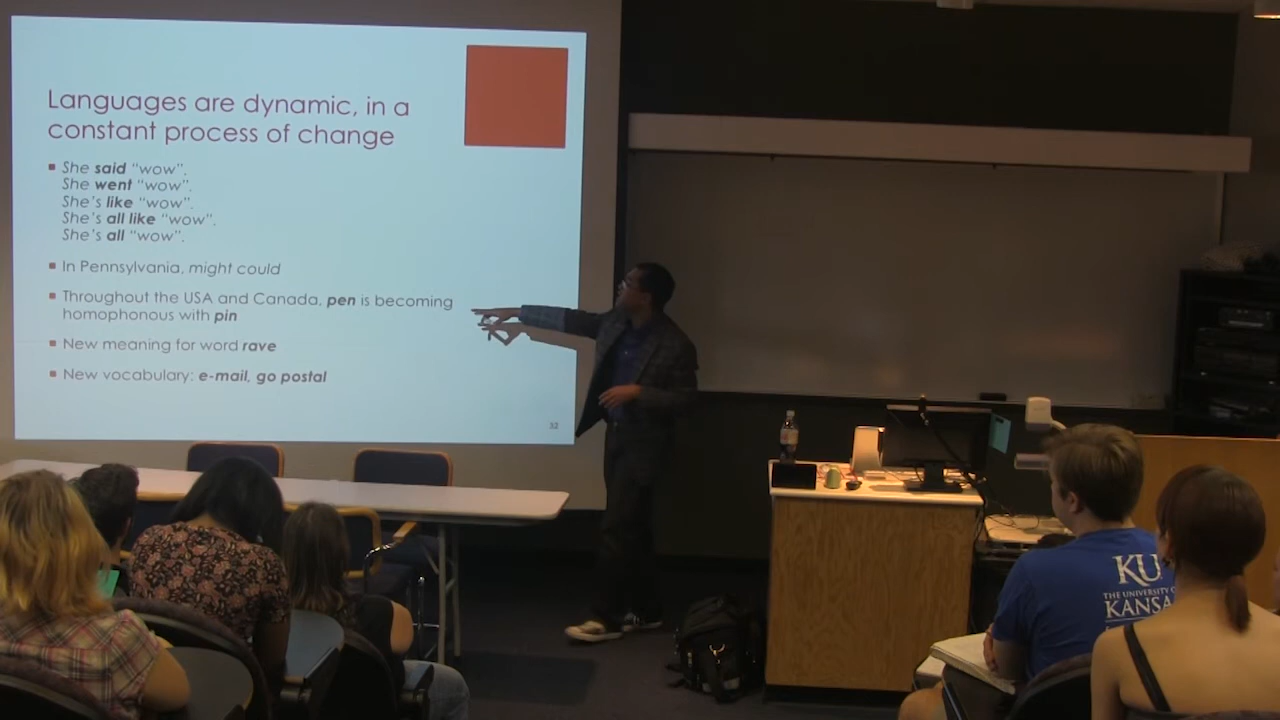 Languages are dynamic, in a
constant process of change
She said “wow”.
She went “wow”.
She's like “wow”.
She's all like “wow”.
She's all “wow”.
In Pennsylvania, might could
Throughout the USA and Canada, pen is becoming
homophonous with pin
New meaning for word rave
New vocabulary: e-mail, go postal
32
KU
THE UNIVERSITY OF
KANSA